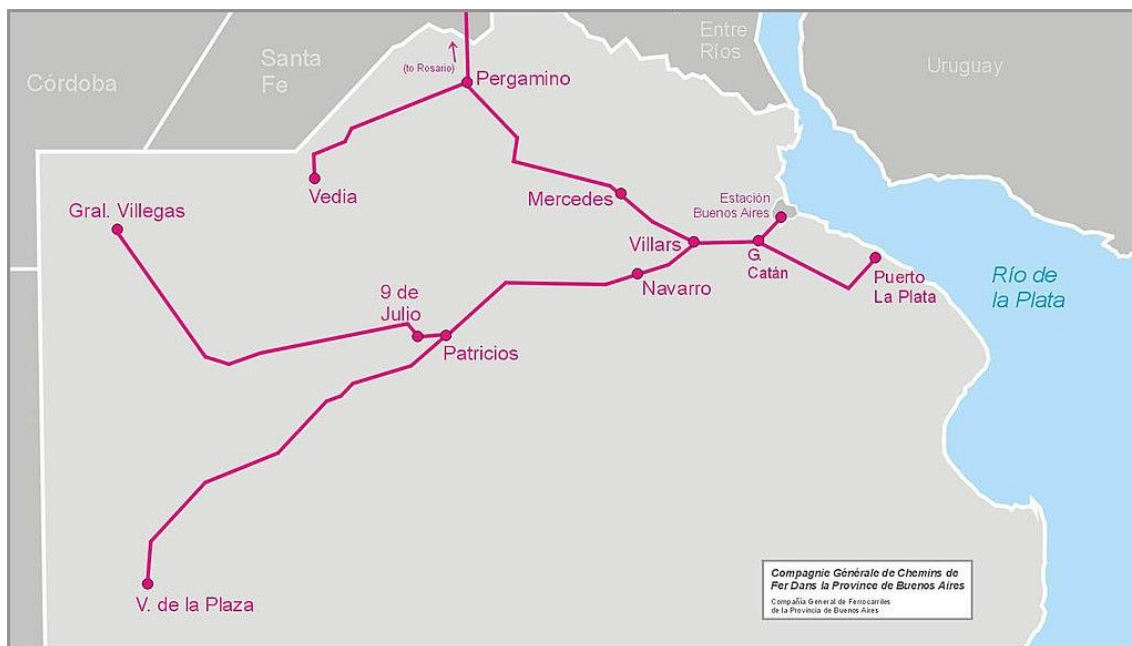 Córdoba
Santa
Fe
(to Rosario)
Entre
Ríos
Uruguay
Pergamino
Vedia
Gral. Villegas
Mercedes
Estación
Buenos Aires
Villars
G.
Catán
Navarro
Puerto
La Plata
Río de
la Plata
9 de
Julio
Patricios
V. de la Plaza
Compagnie Générale de Chemins de
Fer Dans la Province de Buenos Aires
Compañía General de Ferrocarriles
de la Provincia de Buenos Aires